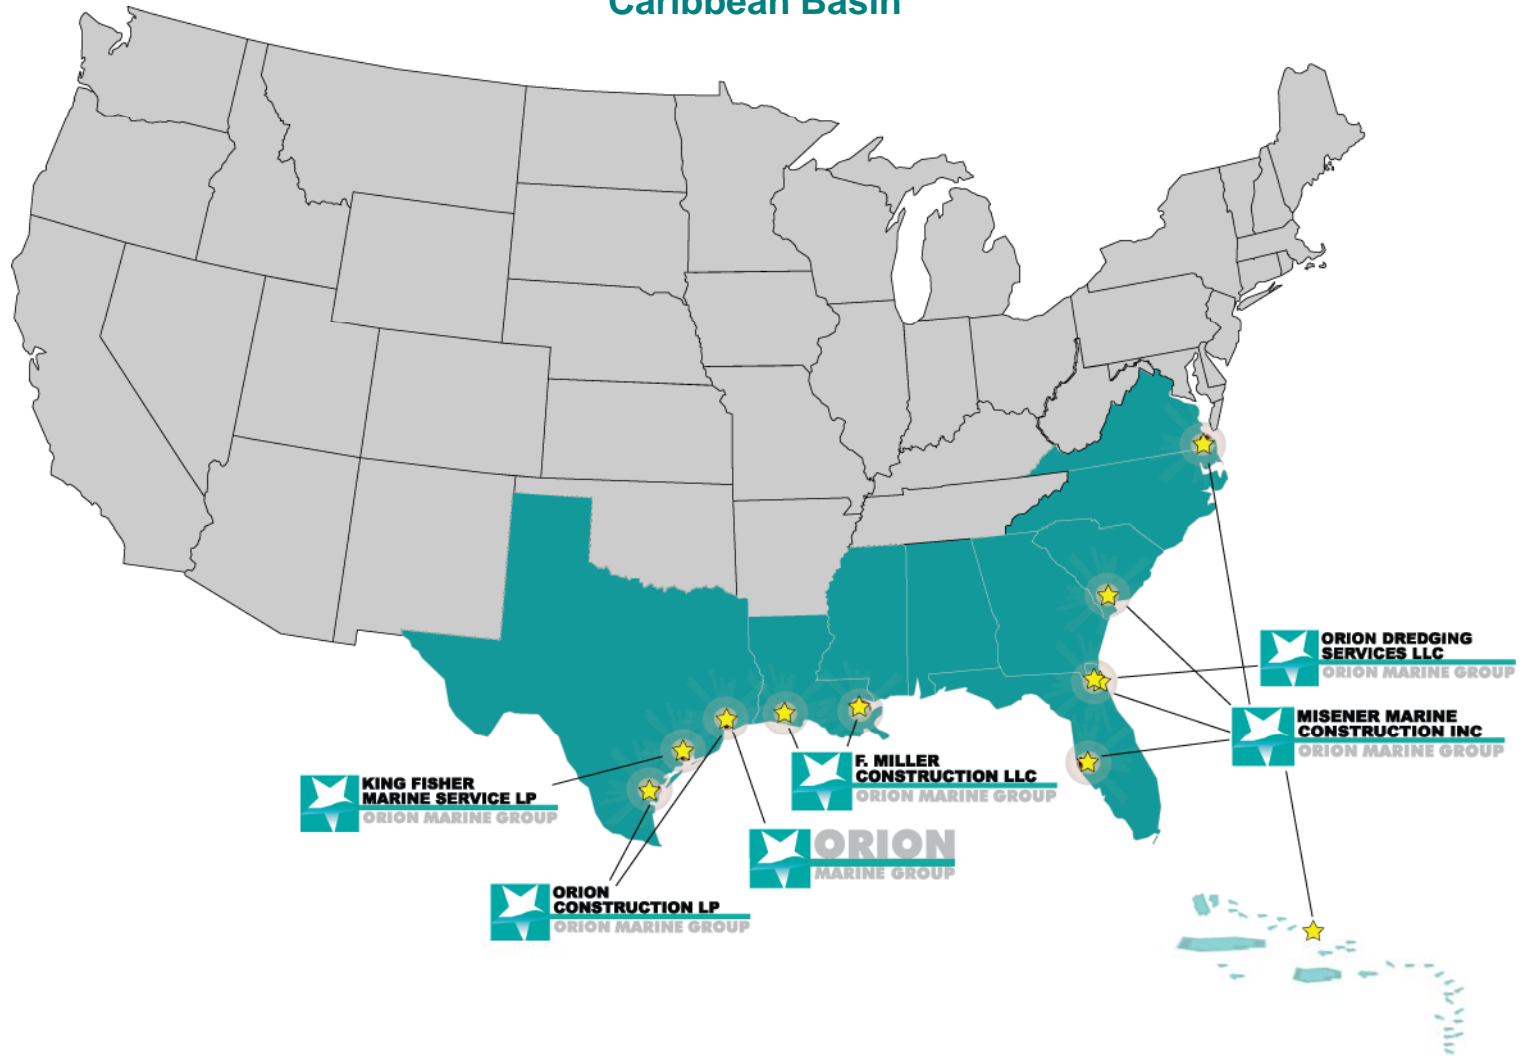 Caribbean Basin
ORION DREDGING
SERVICES LLC
ORION MARINE GROUP
MISENER MARINE
CONSTRUCTION INC
ORION MARINE GROUP
F. MILLER
CONSTRUCTION LLC
ORION MARINE GROUP
KING FISHER
MARINE SERVICE LP
ORION MARINE GROUP
ORION
MARINE GROUP
ORION
CONSTRUCTION LP
ORION MARINE GROUP